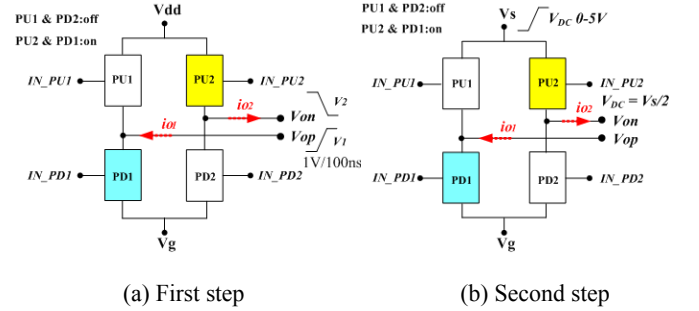 PU1 & PD2:off
PU2 & PD1:on
Vdd
PU1
PU2
IN_PU1
IN_PU2
io2
V2
Von
io1
Vop
V1
1V/100ns
IN_PD1
PD1
PD2
IN_PD2
Vg
(a) First step
PU1 & PD2:off
PU2 & PD1:on
Vs
VDC 0-5V
PU1
PU2
IN_PU1
IN_PU2
VDC = Vs/2
io2
Von
io1
Vop
IN_PD1
PD1
PD2
IN_PD2
Vg
(b) Second step